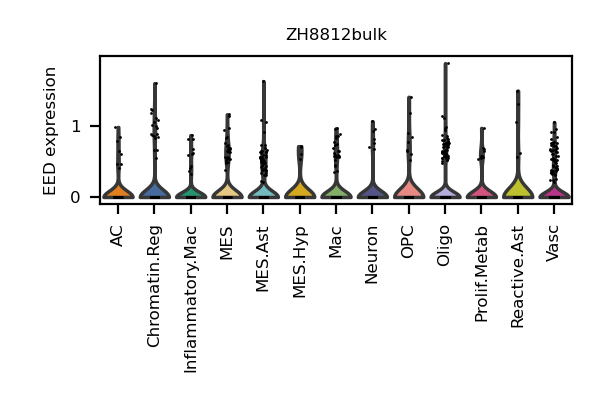 ZH8812bulk
EED expression
1
0
AC
Chromatin.Reg
Inflammatory.Mac
MES
MES.Ast
MES.Hyp
Mac
Neuron
OPC
Oligo
Prolif.Metab
Reactive.Ast
Vasc